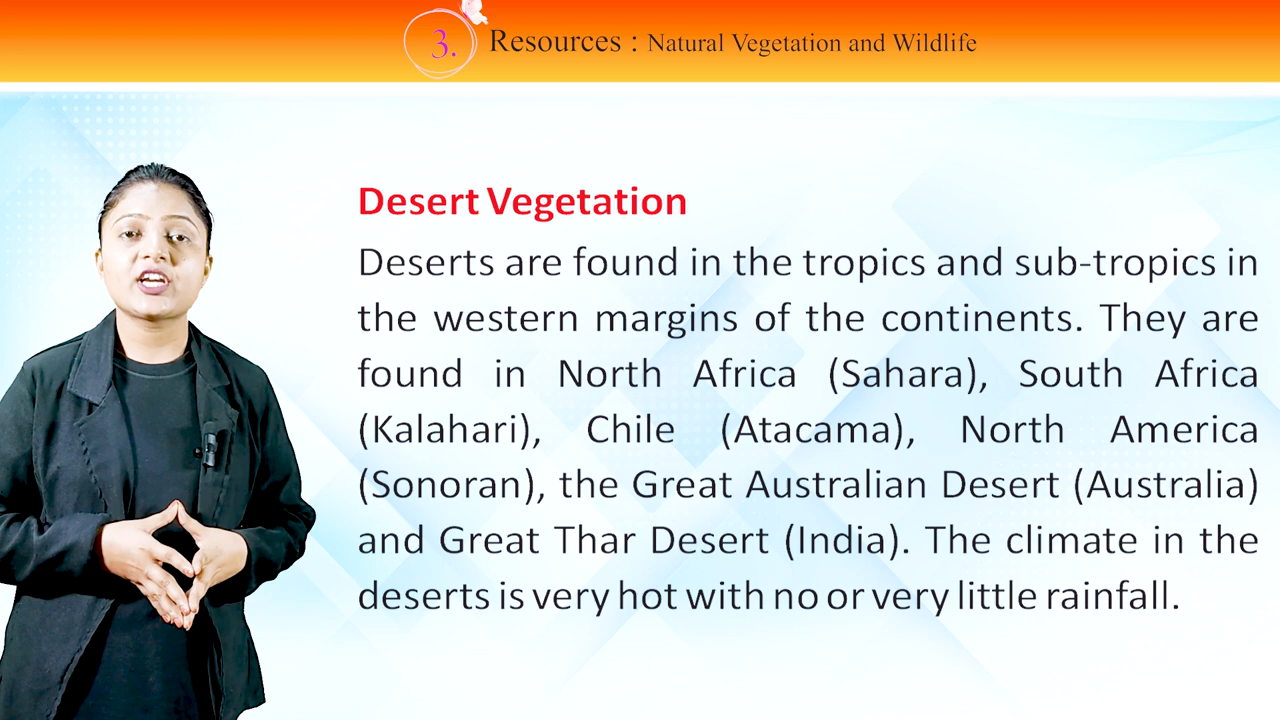 3. Resources : Natural Vegetation and Wildlife
Desert Vegetation
Deserts are found in the tropics and sub-tropics in
the western margins of the continents. They are
found in North Africa (Sahara), South Africa
(Kalahari), Chile (Atacama), North America
(Sonoran), the Great Australian Desert (Australia)
and Great Thar Desert (India). The climate in the
deserts is very hot with no or very little rainfall.